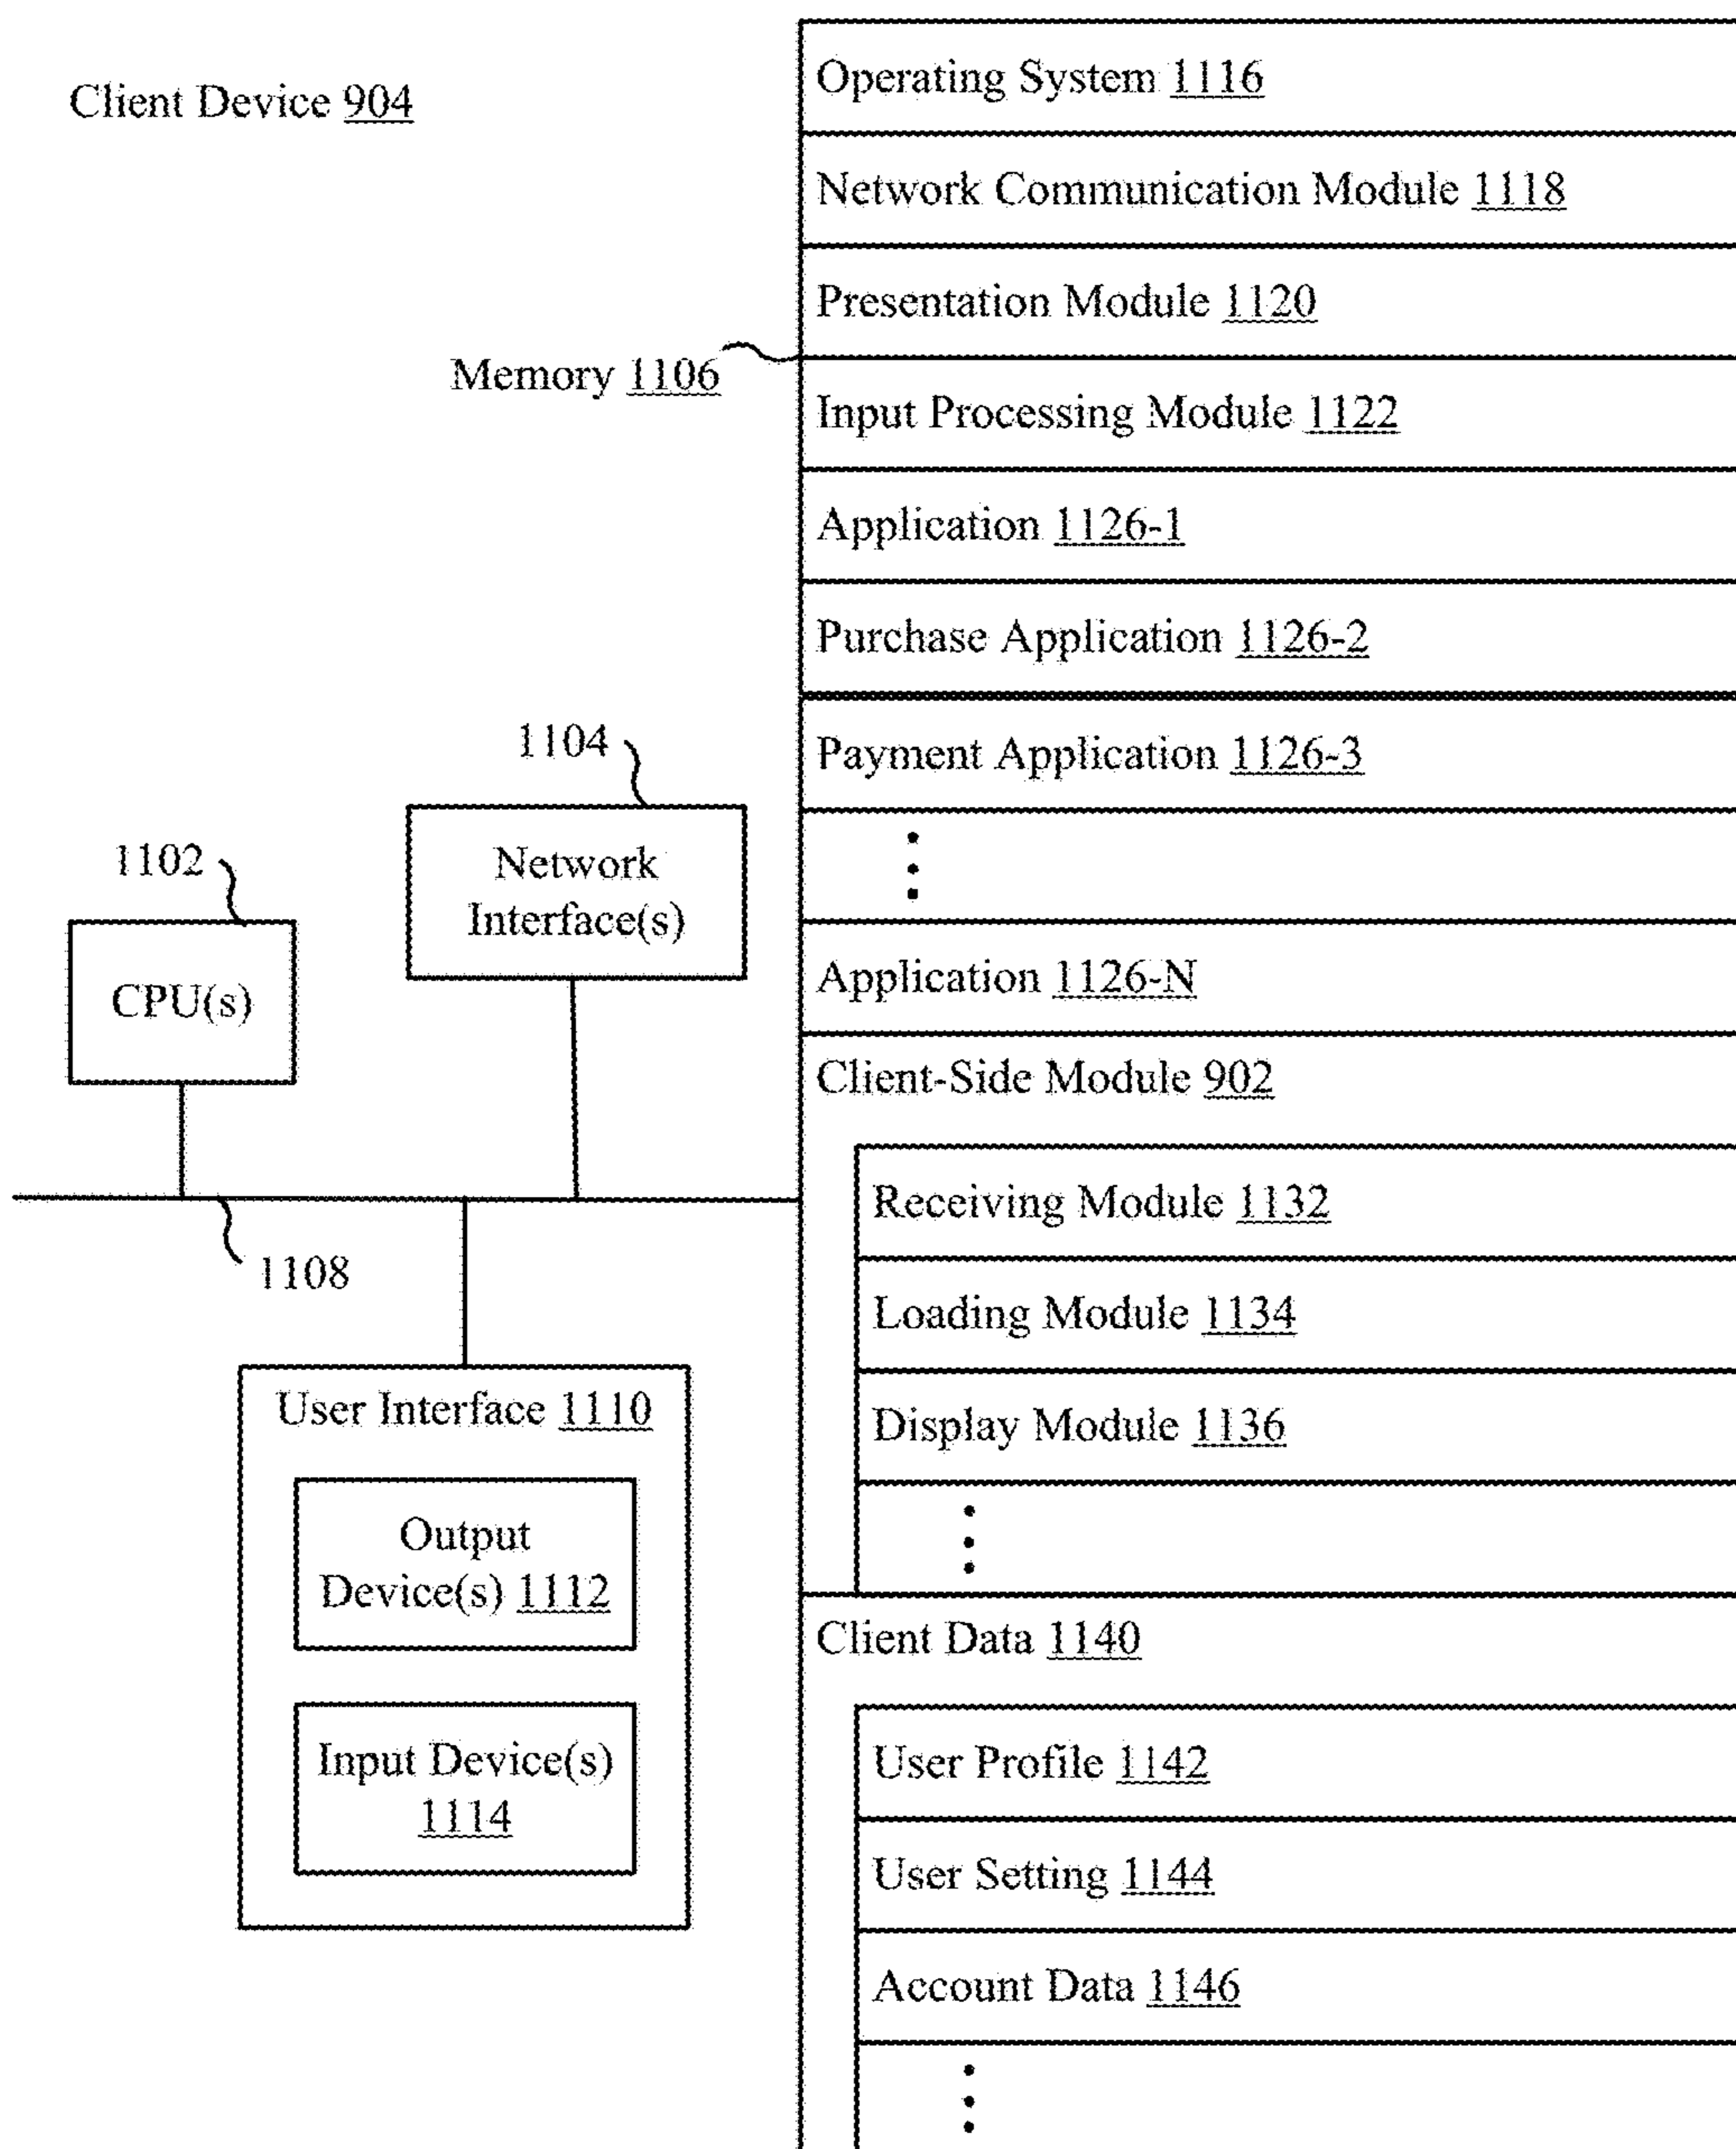 Client Device 904
Operating System 1116
Network Communication Module 1118
Presentation Module 1120
Memory 1106
Input Processing Module 1122
Application 1126-1
Purchase Application 1126-2
Payment Application 1126-3
Application 1126-N
1104
Network
Interface(s)
1102
CPU(s)
1108
Client-Side Module 902
Receiving Module 1132
Loading Module 1134
Display Module 1136
User Interface 1110
Output
Device(s) 1112
Input Device(s)
1114
Client Data 1140
User Profile 1142
User Setting 1144
Account Data 1146